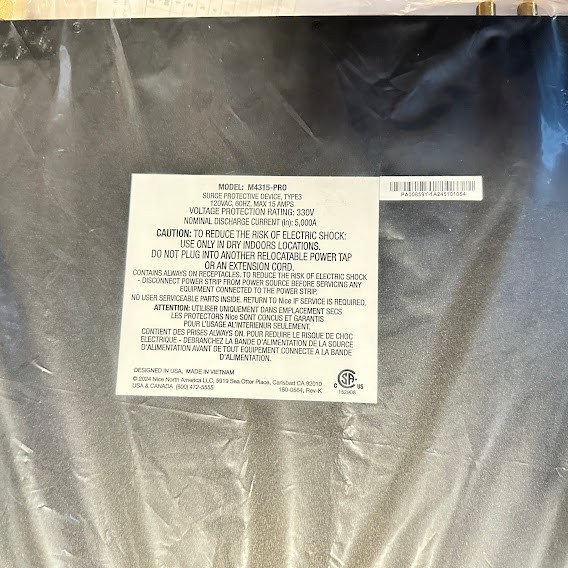 MODEL: M4315-PRO
SURGE PROTECTIVE DEVICE, TYPE3
120VAC, 60HZ, MAX 15 AMPS
VOLTAGE PROTECTION RATING: 330V
NOMINAL DISCHARGE CURRENT (In): 5,000A
CAUTION: TO REDUCE THE RISK OF ELECTRIC SHOCK:
USE ONLY IN DRY INDOORS LOCATIONS.
DO NOT PLUG INTO ANOTHER RELOCATABLE POWER TAP
OR AN EXTENSION CORD.
CONTAINS ALWAYS ON RECEPTACLES. TO REDUCE THE RISK OF ELECTRIC SHOCK
- DISCONNECT POWER STRIP FROM POWER SOURCE BEFORE SERVICING ANY
EQUIPMENT CONNECTED TO THE POWER STRIP.
NO USER SERVICEABLE PARTS INSIDE. RETURN TO Nice IF SERVICE IS REQUIRED.
ATTENTION: UTILISER UNIQUIMENT DANS EMPLACEMENT SECS
LES PROTECTORS Nice SONT CONCUS ET GARANTIS
POUR L'USAGE AL'INTERIENUR SEULEMENT.
CONTIENT DES PRISES ALWAYS ON. POUR REDUIRE LE RISQUE DE CHOC
ELECTRIQUE - DEBRANCHEZ LA BANDE D'ALIMENTATION DE LA SOURCE
D'ALIMENTATION AVANT DE TOUT EQUIPEMENT CONNECTE A LA BANDE
D'ALIMENTATION.
DESIGNED IN USA, MADE IN VIETNAM
© 2024 Nice North America LLC, 5919 Sea Otter Place, Carlsbad CA 92010
USA & CANADA (800) 472-5555
160-0564, Rev-K
C SA US
152908
PA00859Y-1A245101054